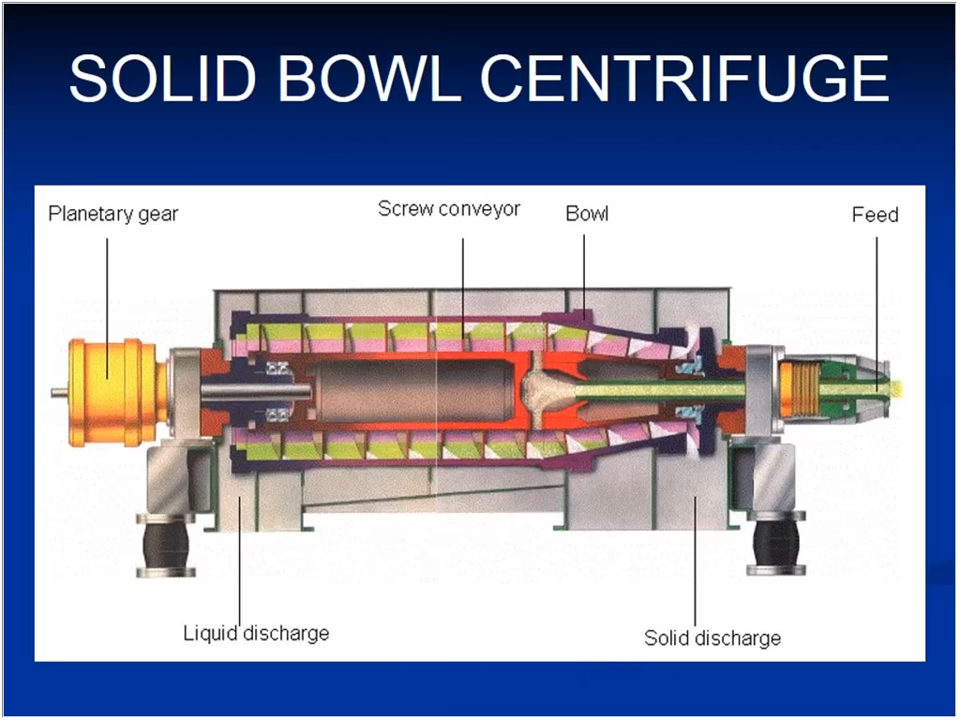 SOLID BOWL CENTRIFUGE
Planetary gear
Screw conveyor
Bowl
Feed
Liquid discharge
Solid discharge